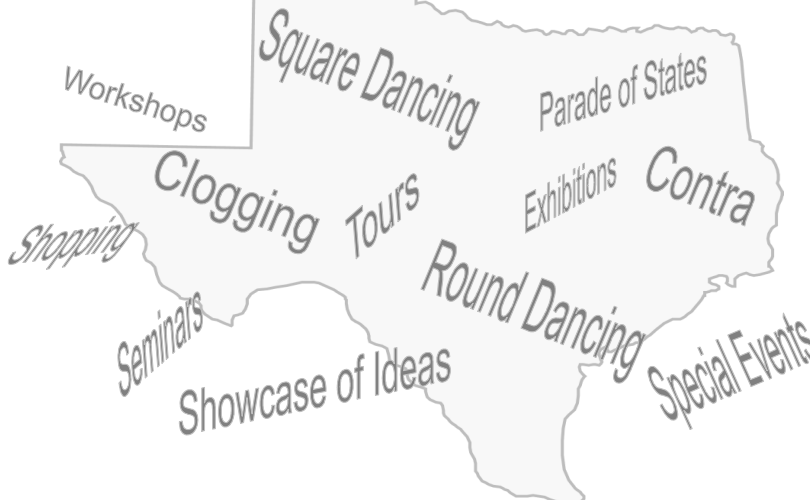 Square Dancing
Parade of States
Workshops
Clogging
Tours
Exhibitions
Contra
Shopping
Round Dancing
Seminars
Showcase of Ideas
Special Events